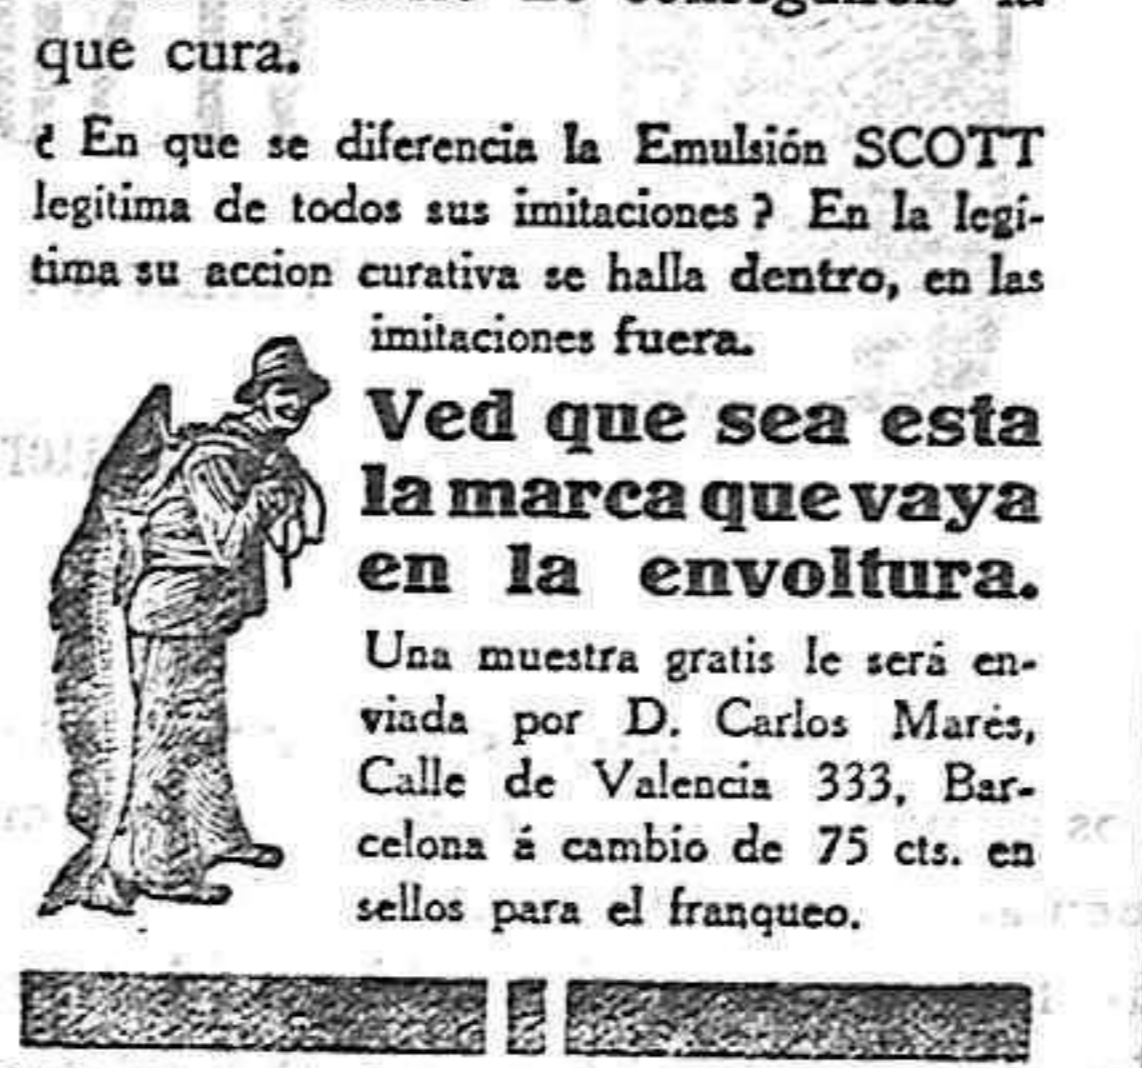 que cura.
¿ En que se diferencia la Emulsión SCOTT
legítima de todos sus imitaciones ? En la legí-
tima su accion curativa se halla dentro, en las
imitaciones fuera.
Ved que sea esta
la marca que vaya
en la envoltura.
Una muestra gratis le será en-
viada por D. Carlos Marés,
Calle de Valencia 333, Bar-
celona á cambio de 75 cts. en
sellos para el franqueo.